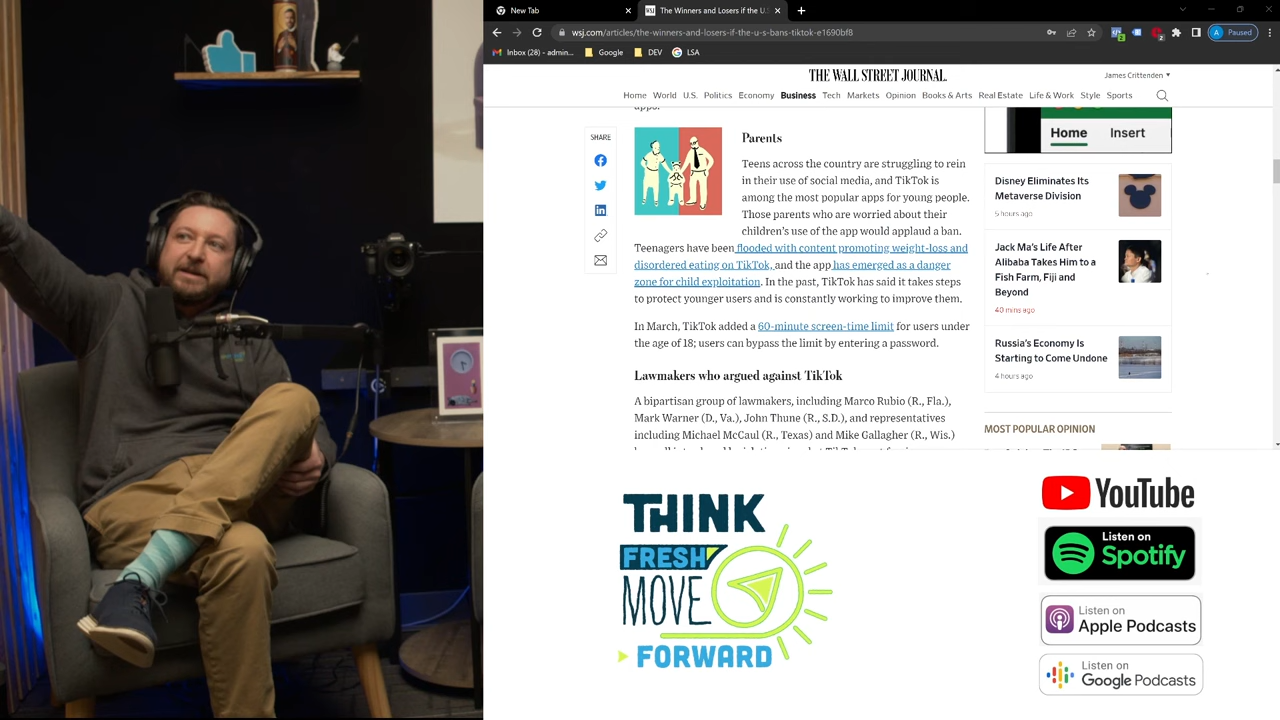 New Tab
The Winners and Losers if the U.
wsj.com/articles/the-winners-and-losers-if-the-u-s-bans-tiktok-e1690bf8
A
Paused
Inbox (58) - admin...
Google
DEV
LSA
THE WALL STREET JOURNAL.
James Crittenden
Home World U.S. Politics Economy Business Tech Markets Opinion Books & Arts Real Estate Life & Work Style Sports
apps.
SHARE
Parents
Teens across the country are struggling to rein
in their use of social media, and TikTok is
among the most popular apps for young people.
Those parents who are worried about their
children's use of the app would applaud a ban.
Teenagers have been flooded with content promoting weight-loss and
disordered eating on TikTok, and the app has emerged as a danger
zone for child exploitation. In the past, TikTok has said it takes steps
to protect younger users and is constantly working to improve them.
In March, TikTok added a 60-minute screen-time limit for users under
the age of 18; users can bypass the limit by entering a password.
Lawmakers who argued against TikTok
A bipartisan group of lawmakers, including Marco Rubio (R., Fla.),
Mark Warner (D., Va.), John Thune (R., S.D.), and representatives
including Michael McCaul (R., Texas) and Mike Gallagher (R., Wis.)
Home Insert
Disney Eliminates Its
Metaverse Division
5 hours ago
Jack Ma's Life After
Alibaba Takes Him to a
Fish Farm, Fiji and
Beyond
40 mins ago
Russia's Economy Is
Starting to Come Undone
4 hours ago
MOST POPULAR OPINION
THINK
FRESH
MOVE
FORWARD
YouTube
Listen on
Spotify
Listen on
Apple Podcasts
Listen on
Google Podcasts